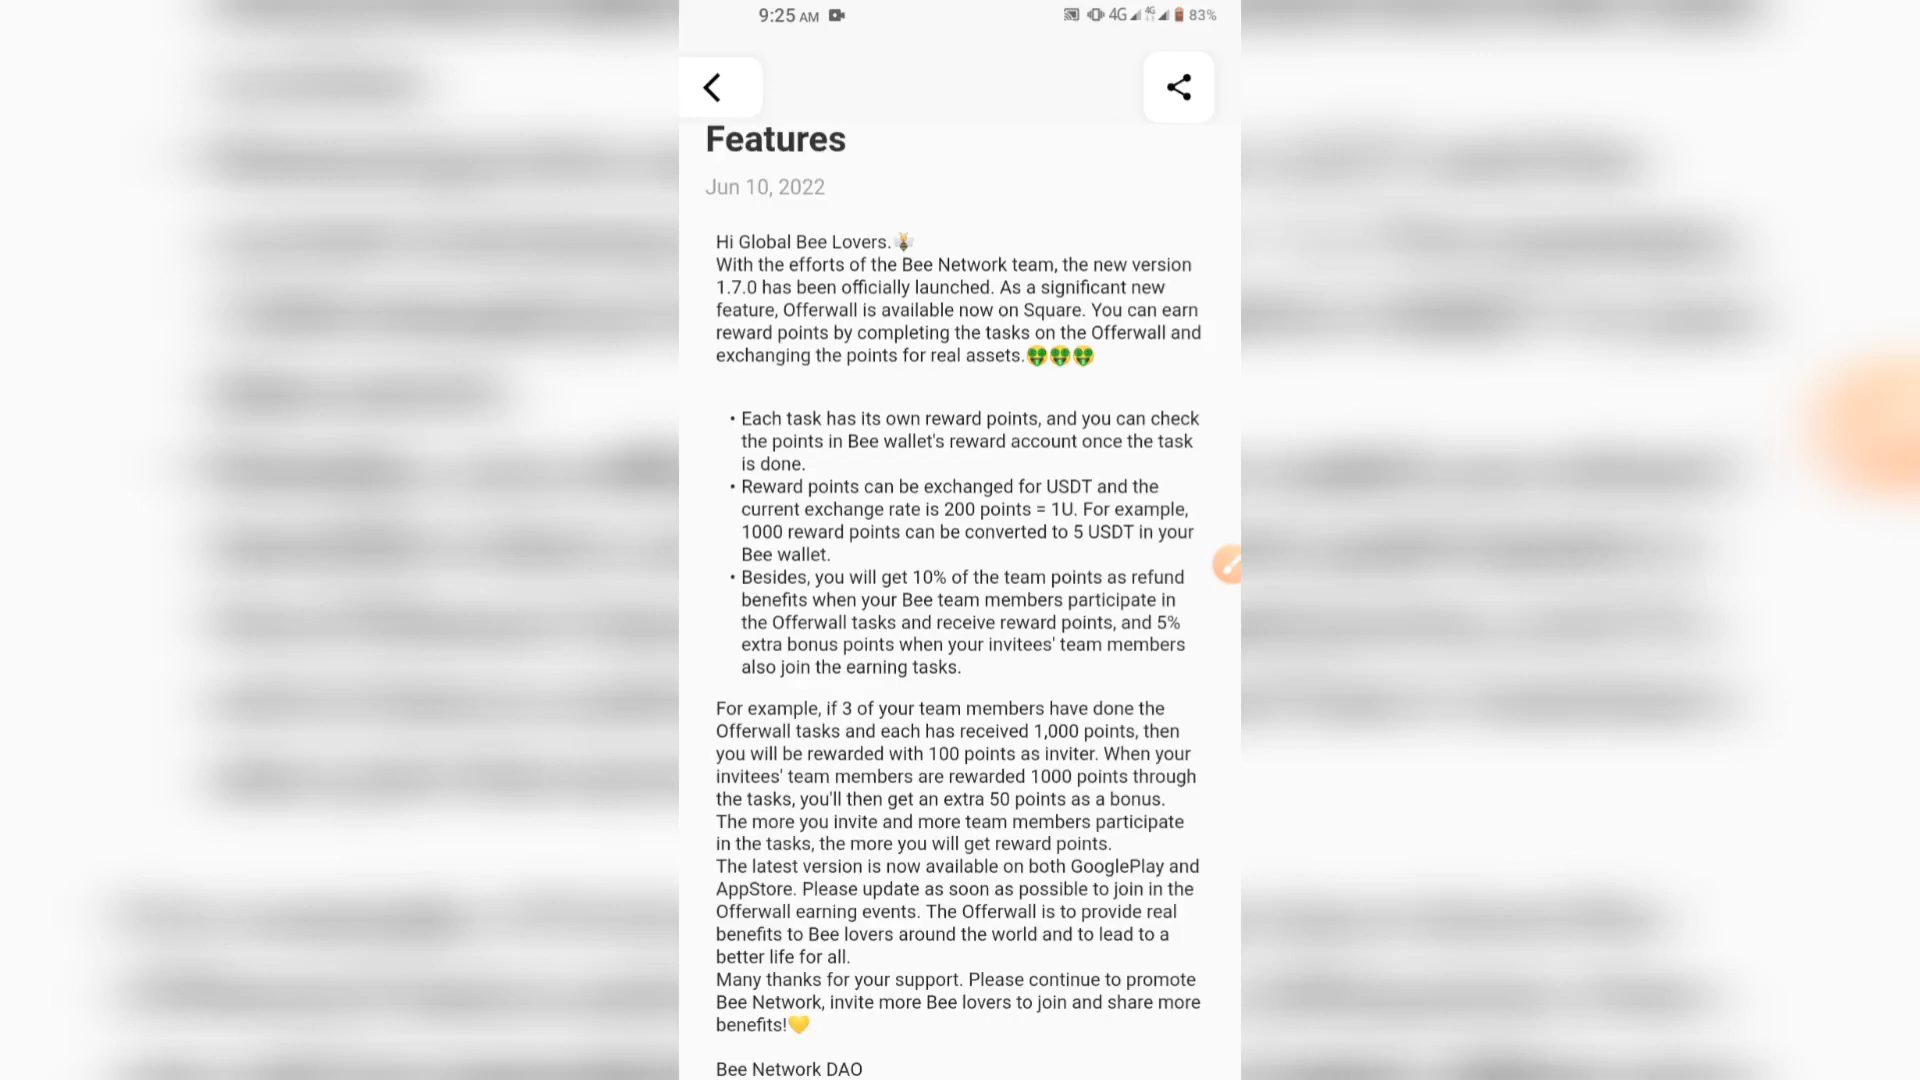 9:25 AM
4G 4G 83%
Features
Jun 10, 2022
Hi Global Bee Lovers.🐝
With the efforts of the Bee Network team, the new version
1.7.0 has been officially launched. As a significant new
feature, Offerwall is available now on Square. You can earn
reward points by completing the tasks on the Offerwall and
exchanging the points for real assets.🤑🤑🤑
• Each task has its own reward points, and you can check
the points in Bee wallet's reward account once the task
is done.
• Reward points can be exchanged for USDT and the
current exchange rate is 200 points = 1U. For example,
1000 reward points can be converted to 5 USDT in your
Bee wallet.
• Besides, you will get 10% of the team points as refund
benefits when your Bee team members participate in
the Offerwall tasks and receive reward points, and 5%
extra bonus points when your invitees' team members
also join the earning tasks.
For example, if 3 of your team members have done the
Offerwall tasks and each has received 1,000 points, then
you will be rewarded with 100 points as inviter. When your
invitees' team members are rewarded 1000 points through
the tasks, you'll then get an extra 50 points as a bonus.
The more you invite and more team members participate
in the tasks, the more you will get reward points.
The latest version is now available on both GooglePlay and
AppStore. Please update as soon as possible to join in the
Offerwall earning events. The Offerwall is to provide real
benefits to Bee lovers around the world and to lead to a
better life for all.
Many thanks for your support. Please continue to promote
Bee Network, invite more Bee lovers to join and share more
benefits!💛
Bee Network DAO